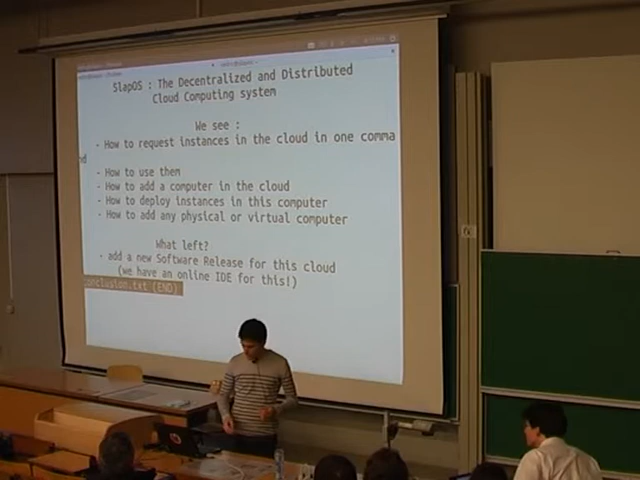 SlapOS : The Decentralized and Distributed
Cloud Computing system
We see :
- How to request instances in the cloud in one comma
nd
- How to use them
- How to add a computer in the cloud
- How to deploy instances in this computer
- How to add any physical or virtual computer
What left?
- add a new Software Release for this cloud
(we have an online IDE for this!)
onclusion.txt (END)